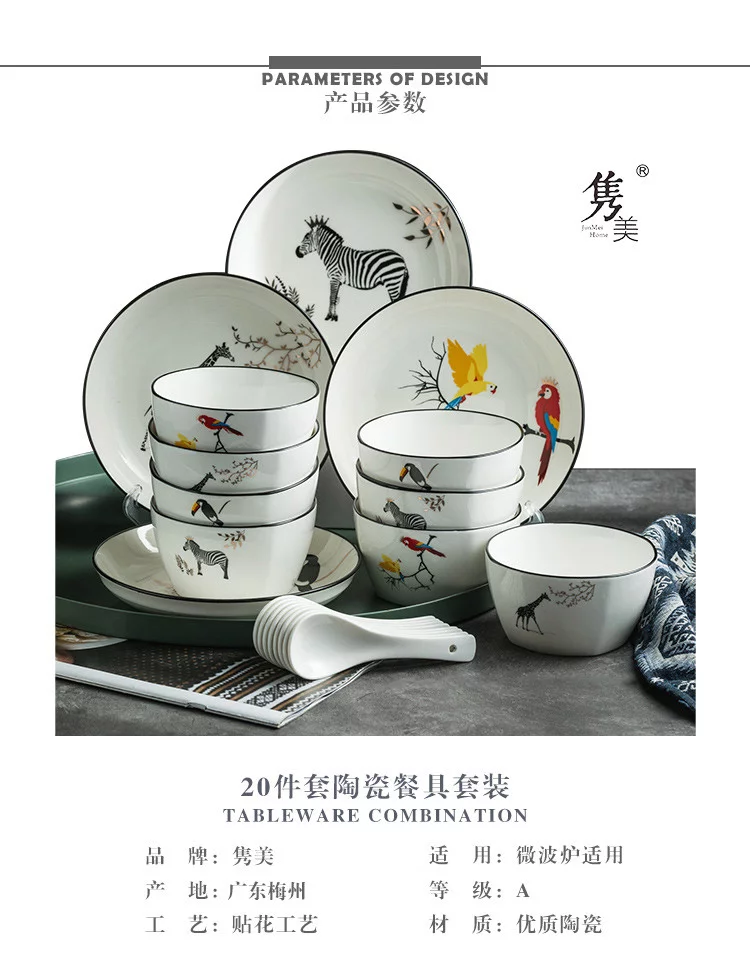 PARAMETERS OF DESIGN
产品参数
隽美®
JunMei
Home
20件套陶瓷餐具套装
TABLEWARE COMBINATION
品 牌：隽美
适 用：微波炉适用
产 地：广东梅州
等 级：A
工 艺：贴花工艺
材 质：优质陶瓷